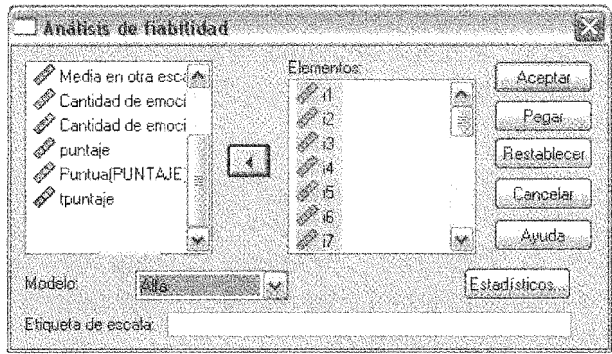 Análisis de fiabilidad
Media en otra esca
Cantidad de emoci
Cantidad de emoci
puntaje
Puntua(PUNTAJE
tpuntaje
Elementos:
i1
i2
i3
i4
i5
i6
i7
Aceptar
Pegar
Restablecer
Cancelar
Ayuda
Modelo:
Alfa
Estadísticos...
Etiqueta de escala: